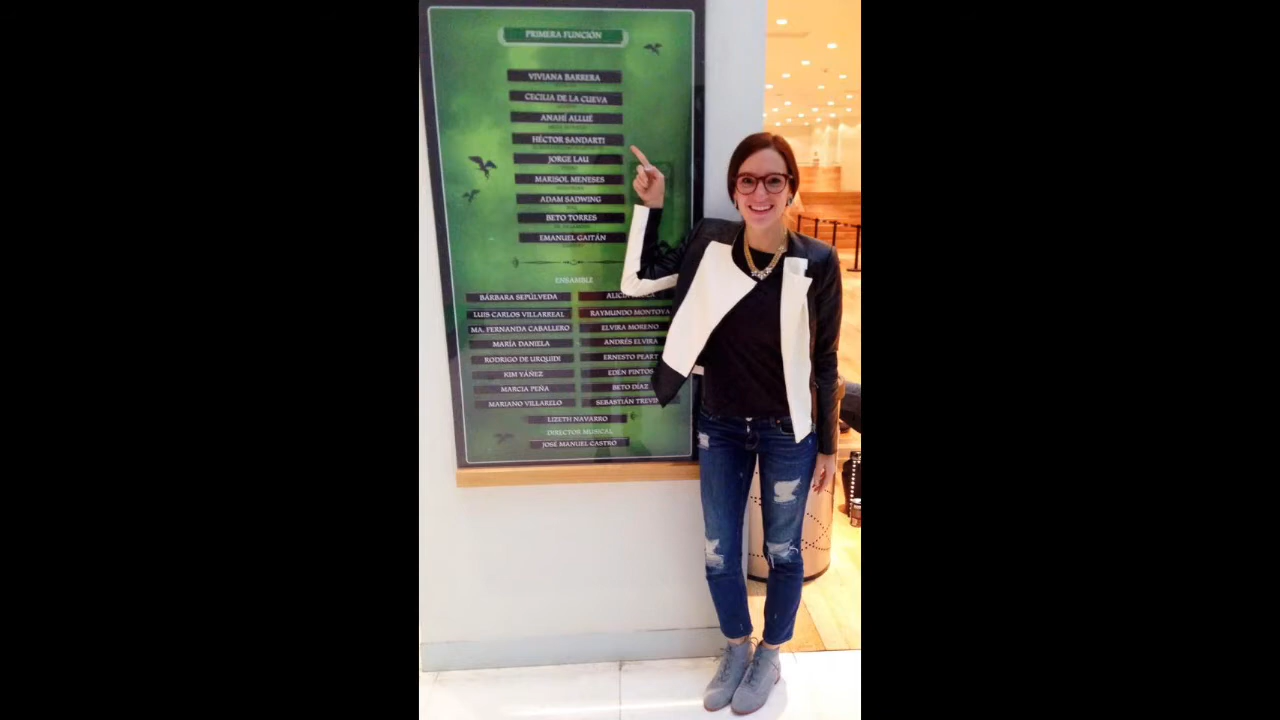 PRIMERA FUNCIÓN
VIVIANA BARRERA
CECILIA DE LA CUEVA
ANAHÍ ALLUÉ
HÉCTOR SANDARTI
JORGE LAU
MARISOL MENESES
ADAM SADWING
BETO TORRES
EMANUEL GAITÁN
ENSAMBLE
BÁRBARA SEPÚLVEDA
LUIS CARLOS VILLARREAL RAYMUNDO MONTOYA
MA. FERNANDA CABALLERO ELVIRA MORENO
MARÍA DANIELA ANDRÉS ELVIRA
RODRIGO DE URQUIDI ERNESTO PEART
KIM YÁÑEZ EDÉN PINTOS
MARCIA PEÑA BETO DÍAZ
MARIANO VILLARELO SEBASTIÁN
LIZETH NAVARRO
DIRECTOR MUSICAL
JOSÉ MANUEL CASTRO